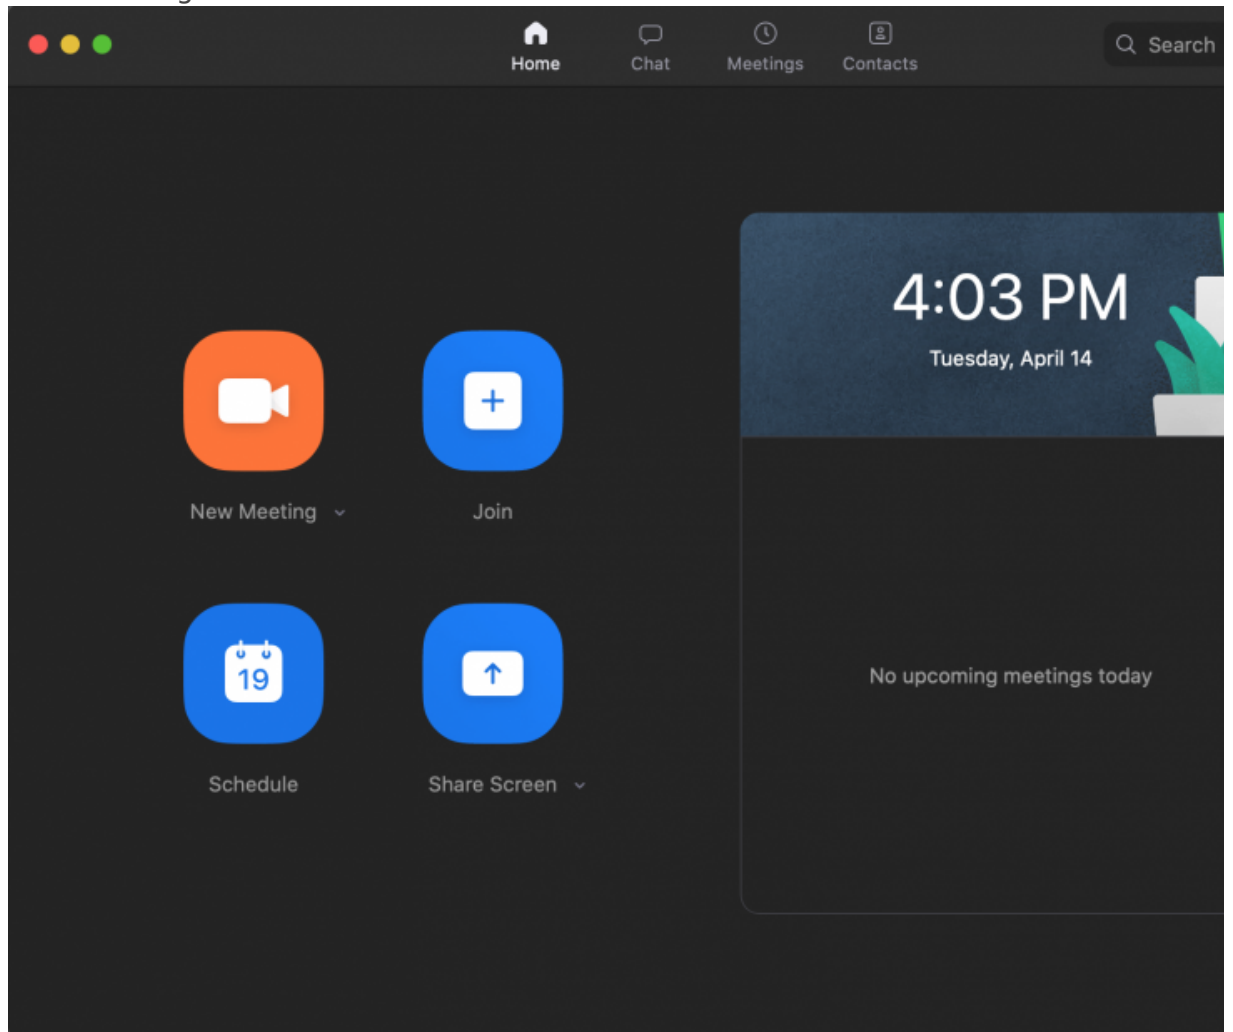 Home
Chat
Meetings
Contacts
Search
4:03 PM
Tuesday, April 14
New Meeting
Join
19
No upcoming meetings today
Schedule
Share Screen